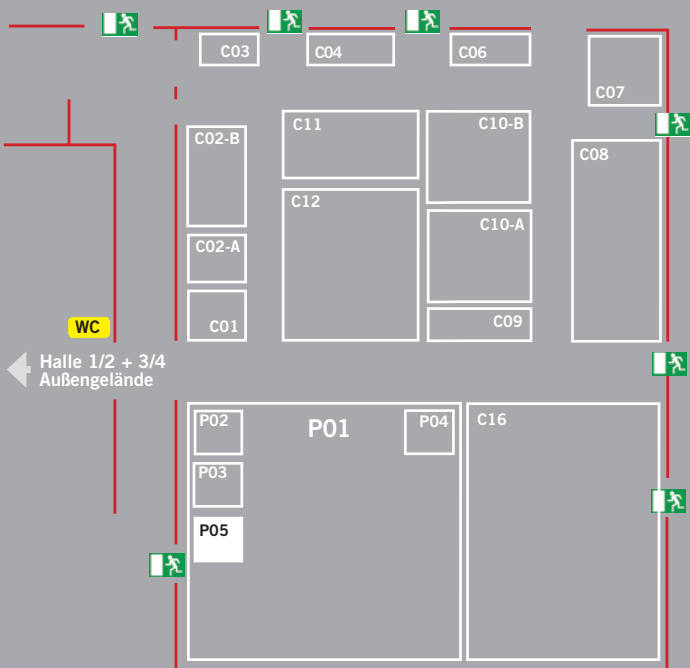 C03
C04
C06
C07
C02-B
C11
C10-B
C08
C12
C02-A
C10-A
C01
C09
WC
Halle 1/2 + 3/4
Außengelände
P02
P01
P04
C16
P03
P05